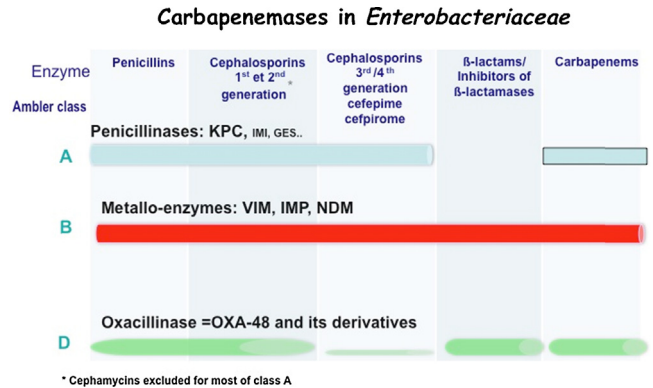 Carbapenemases in Enterobacteriaceae
Enzyme
Ambler class
Penicillins
Cephalosporins
1st et 2nd *
generation
Cephalosporins
3rd /4 th
generation
cefepime
cefpirome
ß-lactams/
Inhibitors of
ß-lactamases
Carbapenems
Penicillinases: KPC, IMI, GES..
A
Metallo-enzymes: VIM, IMP, NDM
B
Oxacillinase =OXA-48 and its derivatives
D
* Cephamycins excluded for most of class A